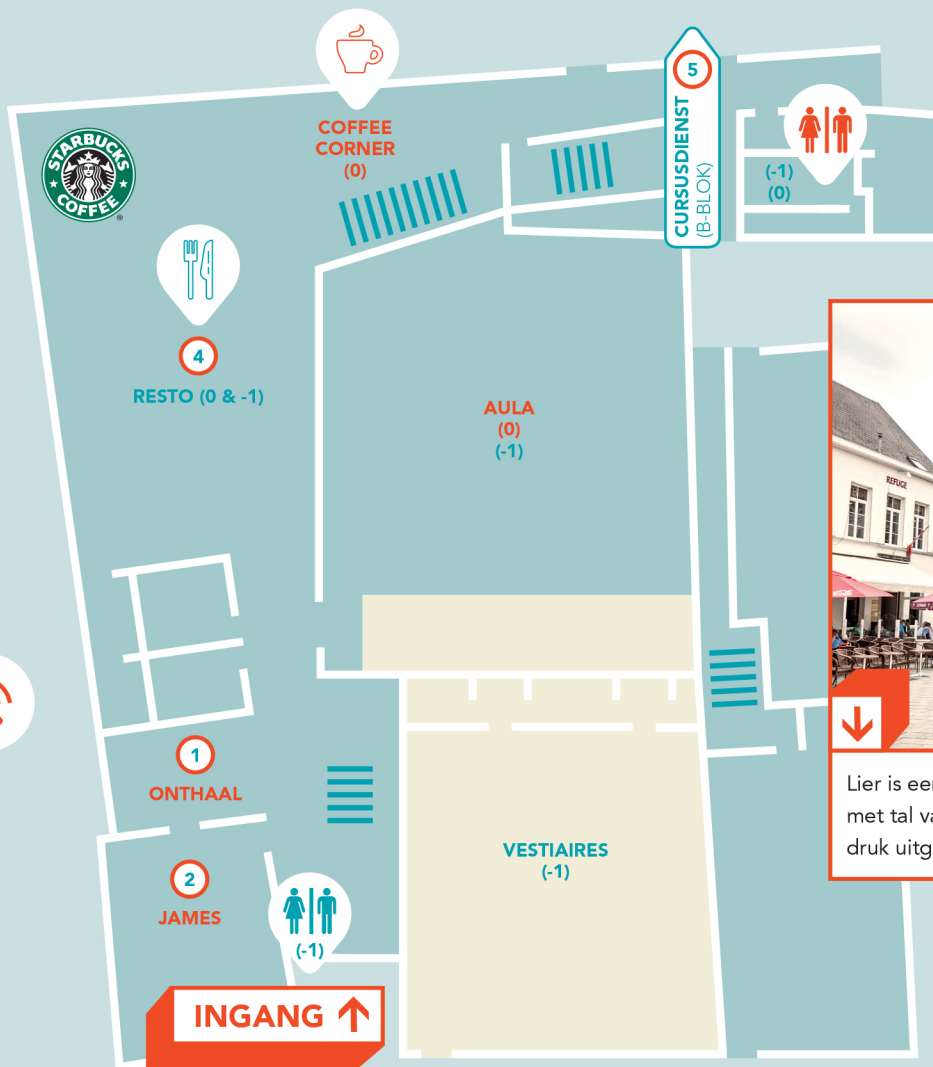 COFFEE
CORNER
(0)
STARBUCKS
COFFEE
®
5
CURSUSDIENST
(B-BLOK)
(-1)
(0)
4
RESTO (0 & -1)
AULA
(0)
(-1)
REFUGE
1
ONTHAAL
2
JAMES
(-1)
VESTIAIRES
(-1)
INGANG
Lier is eer
met tal va
druk uitg